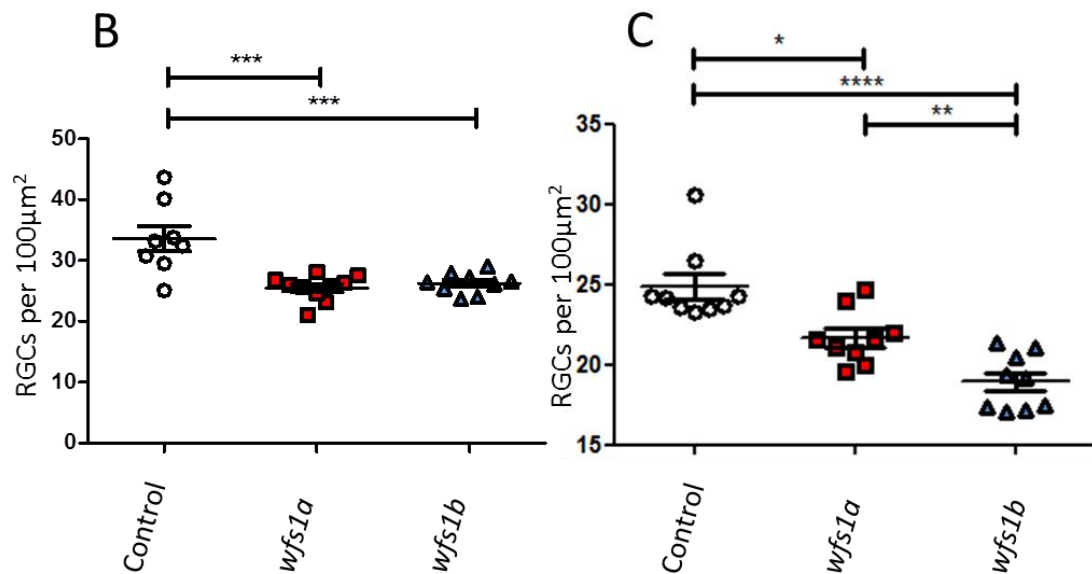 B
***
***
50
40
30
20
10
0
RGCs per 100µm²
Control
wfs1a
wfs1b
C
*
****
**
35
30
25
20
15
RGCs per 100µm²
Control
wfs1a
wfs1b